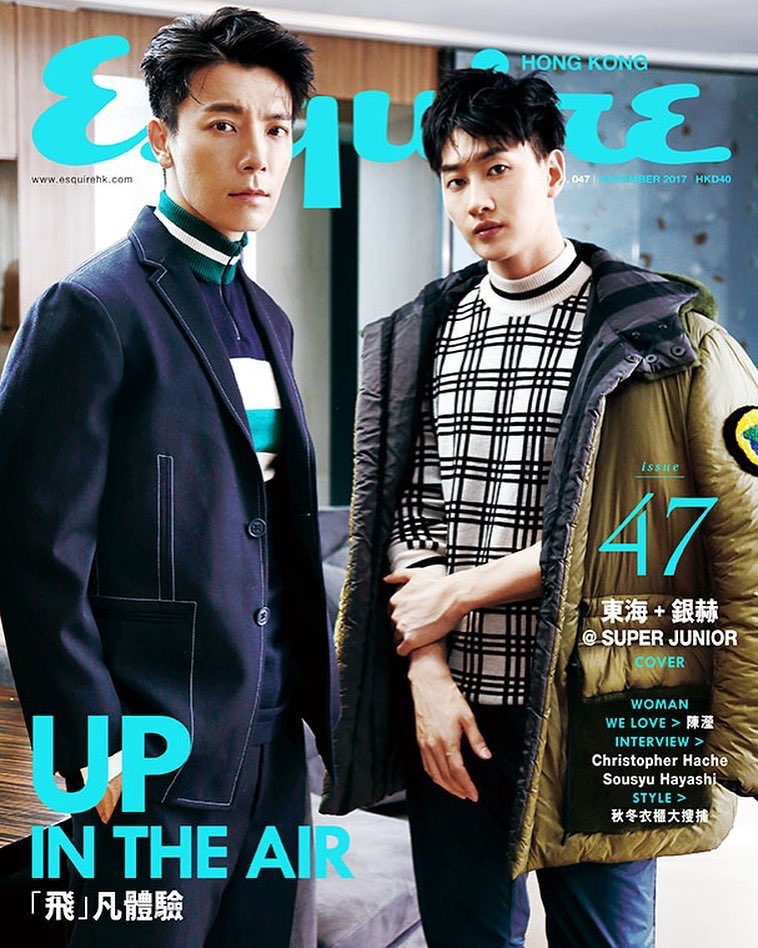 Esquire
HONG KONG
www.esquirehk.com
. 047 | NOVEMBER 2017 | HKD40
issue
47
東海 + 銀赫
@ SUPER JUNIOR
COVER
WOMAN
WE LOVE > 陳瀅
INTERVIEW >
Christopher Hache
Sousyu Hayashi
STYLE >
秋冬衣櫃大搜捕
UP
IN THE AIR
「飛」凡體驗